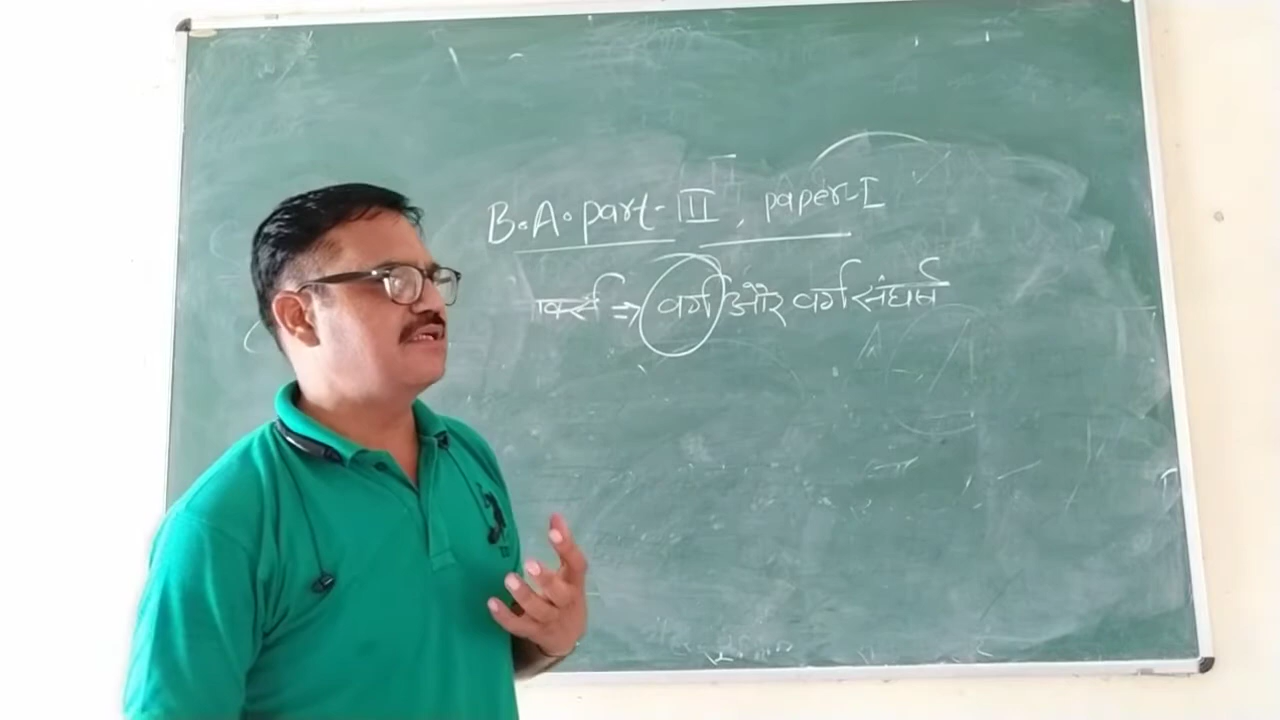 B.A. part-III, paper-I
⇒ वर्ग और वर्ग संघर्ष